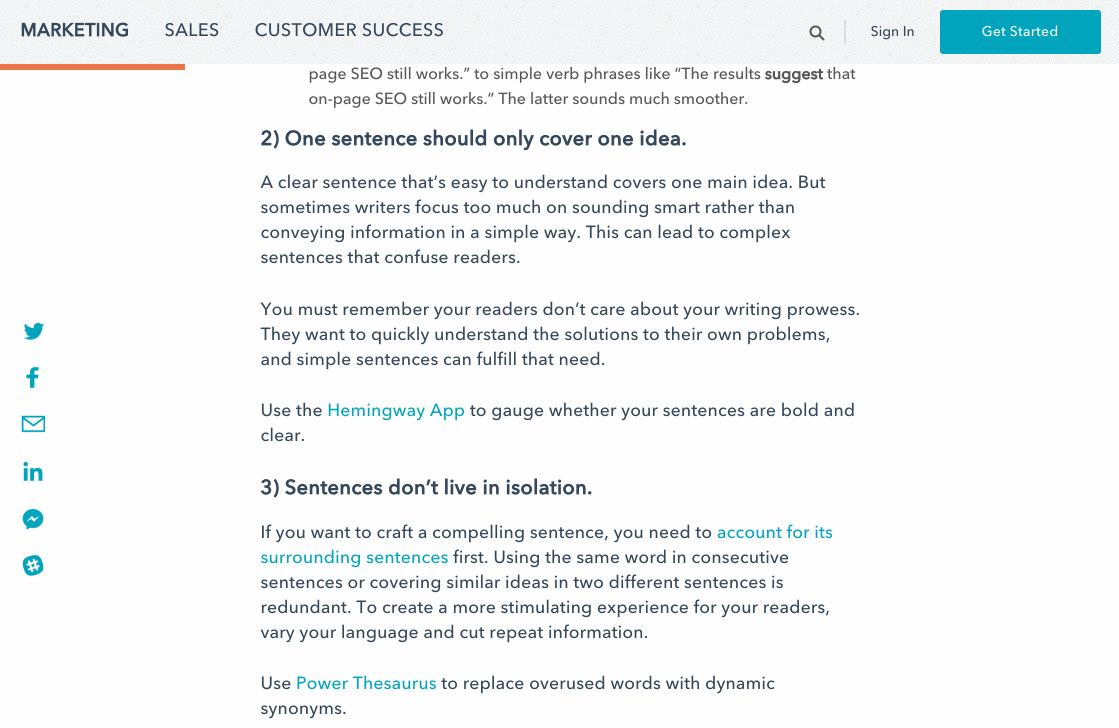 MARKETING SALES CUSTOMER SUCCESS Sign In Get Started
page SEO still works.” to simple verb phrases like “The results suggest that
on-page SEO still works.” The latter sounds much smoother.
2) One sentence should only cover one idea.
A clear sentence that’s easy to understand covers one main idea. But
sometimes writers focus too much on sounding smart rather than
conveying information in a simple way. This can lead to complex
sentences that confuse readers.
You must remember your readers don’t care about your writing prowess.
They want to quickly understand the solutions to their own problems,
and simple sentences can fulfill that need.
Use the Hemingway App to gauge whether your sentences are bold and
clear.
3) Sentences don’t live in isolation.
If you want to craft a compelling sentence, you need to account for its
surrounding sentences first. Using the same word in consecutive
sentences or covering similar ideas in two different sentences is
redundant. To create a more stimulating experience for your readers,
vary your language and cut repeat information.
Use Power Thesaurus to replace overused words with dynamic
synonyms.